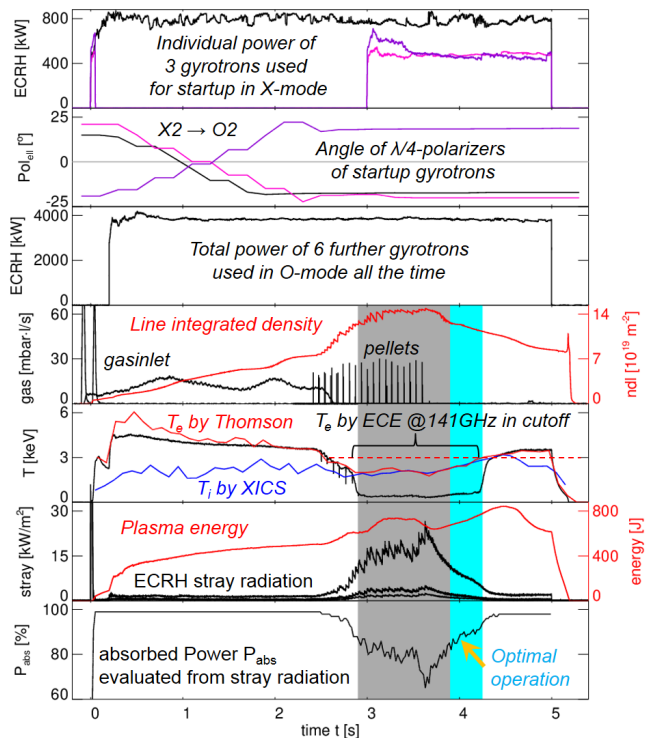 ECRH [kW]
800
400
0
Individual power of
3 gyrotrons used
for startup in X-mode
Pol_ell [°]
25
0
-25
X2 → O2
Angle of λ/4-polarizers
of startup gyrotrons
ECRH [kW]
4000
2000
0
Total power of 6 further gyrotrons
used in O-mode all the time
gas [mbar·l/s]
60
30
0
Line integrated density
gasinlet
pellets
14
7
0
ndl [10^19 m^-2]
T [keV]
6
3
0
T_e by Thomson
T_e by ECE @141GHz in cutoff
T_i by XICS
stray [kW/m²]
30
15
0
Plasma energy
ECRH stray radiation
800
400
0
energy [J]
P_abs [%]
100
80
60
absorbed Power P_abs
evaluated from stray radiation
Optimal
operation
0 1 2 3 4 5
time t [s]